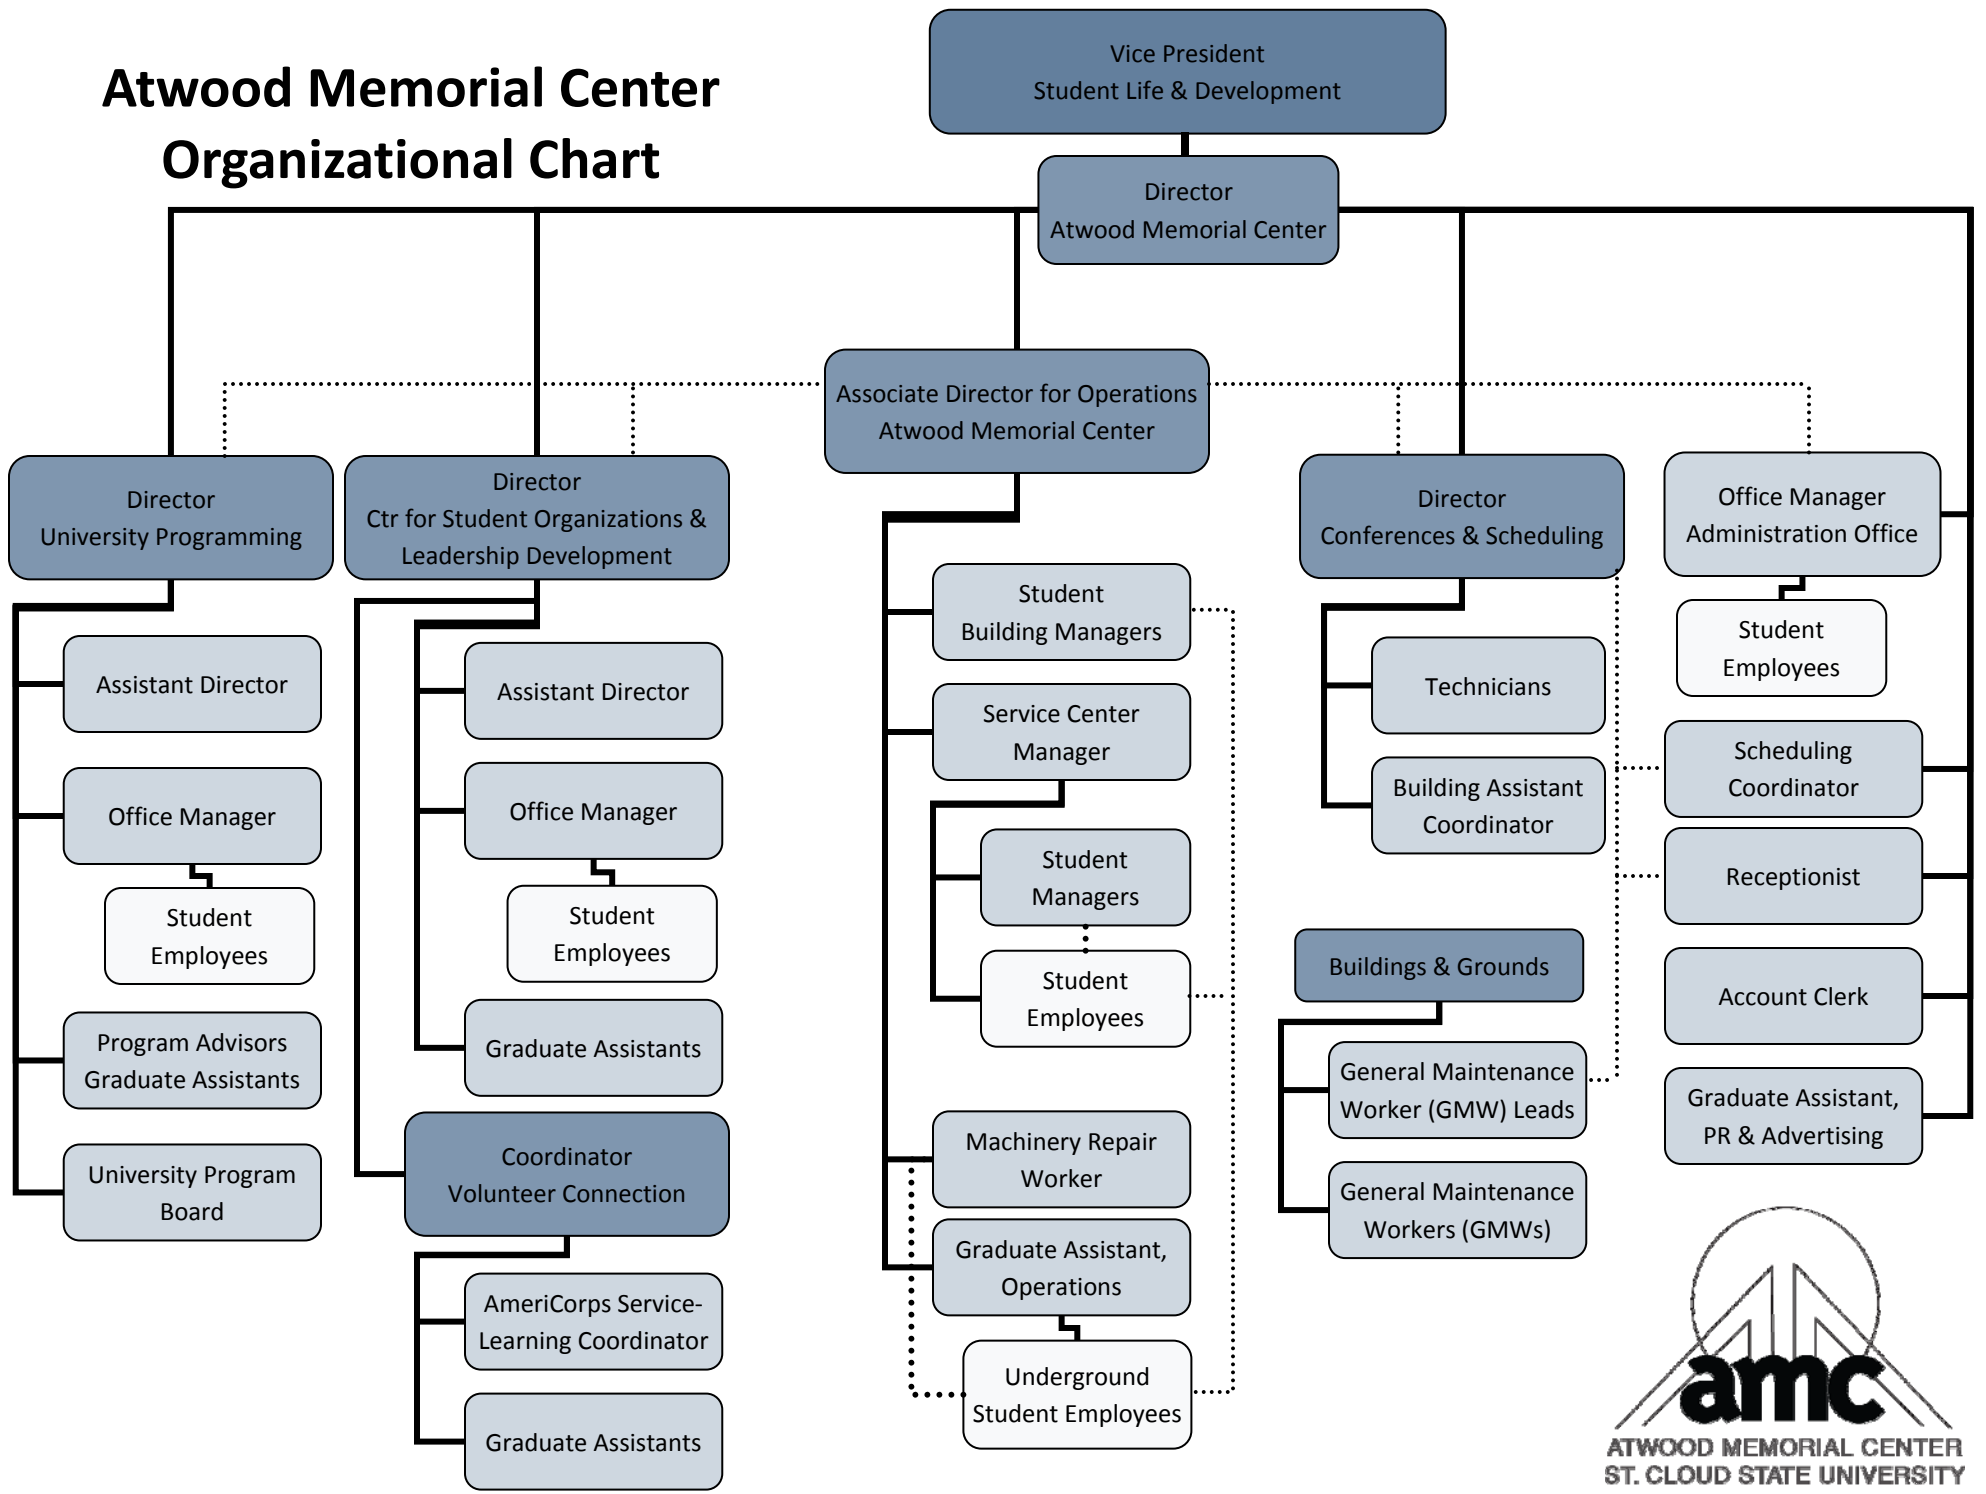 Atwood Memorial Center
Organizational Chart
Vice President
Student Life & Development
Director
Atwood Memorial Center
Associate Director for Operations
Atwood Memorial Center
Director
University Programming
Assistant Director
Office Manager
Student
Employees
Program Advisors
Graduate Assistants
University Program
Board
Director
Ctr for Student Organizations &
Leadership Development
Assistant Director
Office Manager
Student
Employees
Graduate Assistants
Coordinator
Volunteer Connection
AmeriCorps Service-
Learning Coordinator
Graduate Assistants
Student
Building Managers
Service Center
Manager
Student
Managers
Student
Employees
Machinery Repair
Worker
Graduate Assistant,
Operations
Underground
Student Employees
Director
Conferences & Scheduling
Technicians
Building Assistant
Coordinator
Buildings & Grounds
General Maintenance
Worker (GMW) Leads
General Maintenance
Workers (GMWs)
Office Manager
Administration Office
Student
Employees
Scheduling
Coordinator
Receptionist
Account Clerk
Graduate Assistant,
PR & Advertising
amc
ATWOOD MEMORIAL CENTER
ST. CLOUD STATE UNIVERSITY